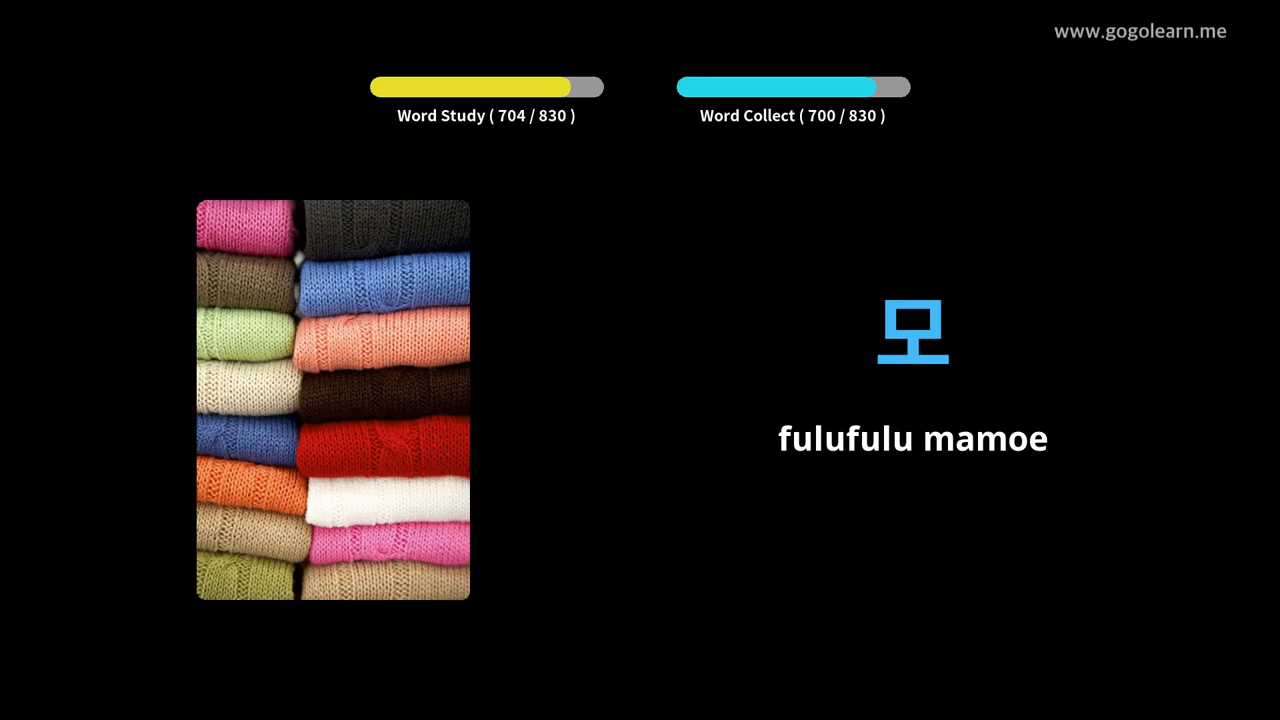 www.gogolearn.me
Word Study ( 704 / 830 )
Word Collect ( 700 / 830 )
모
fulufulu mamoe